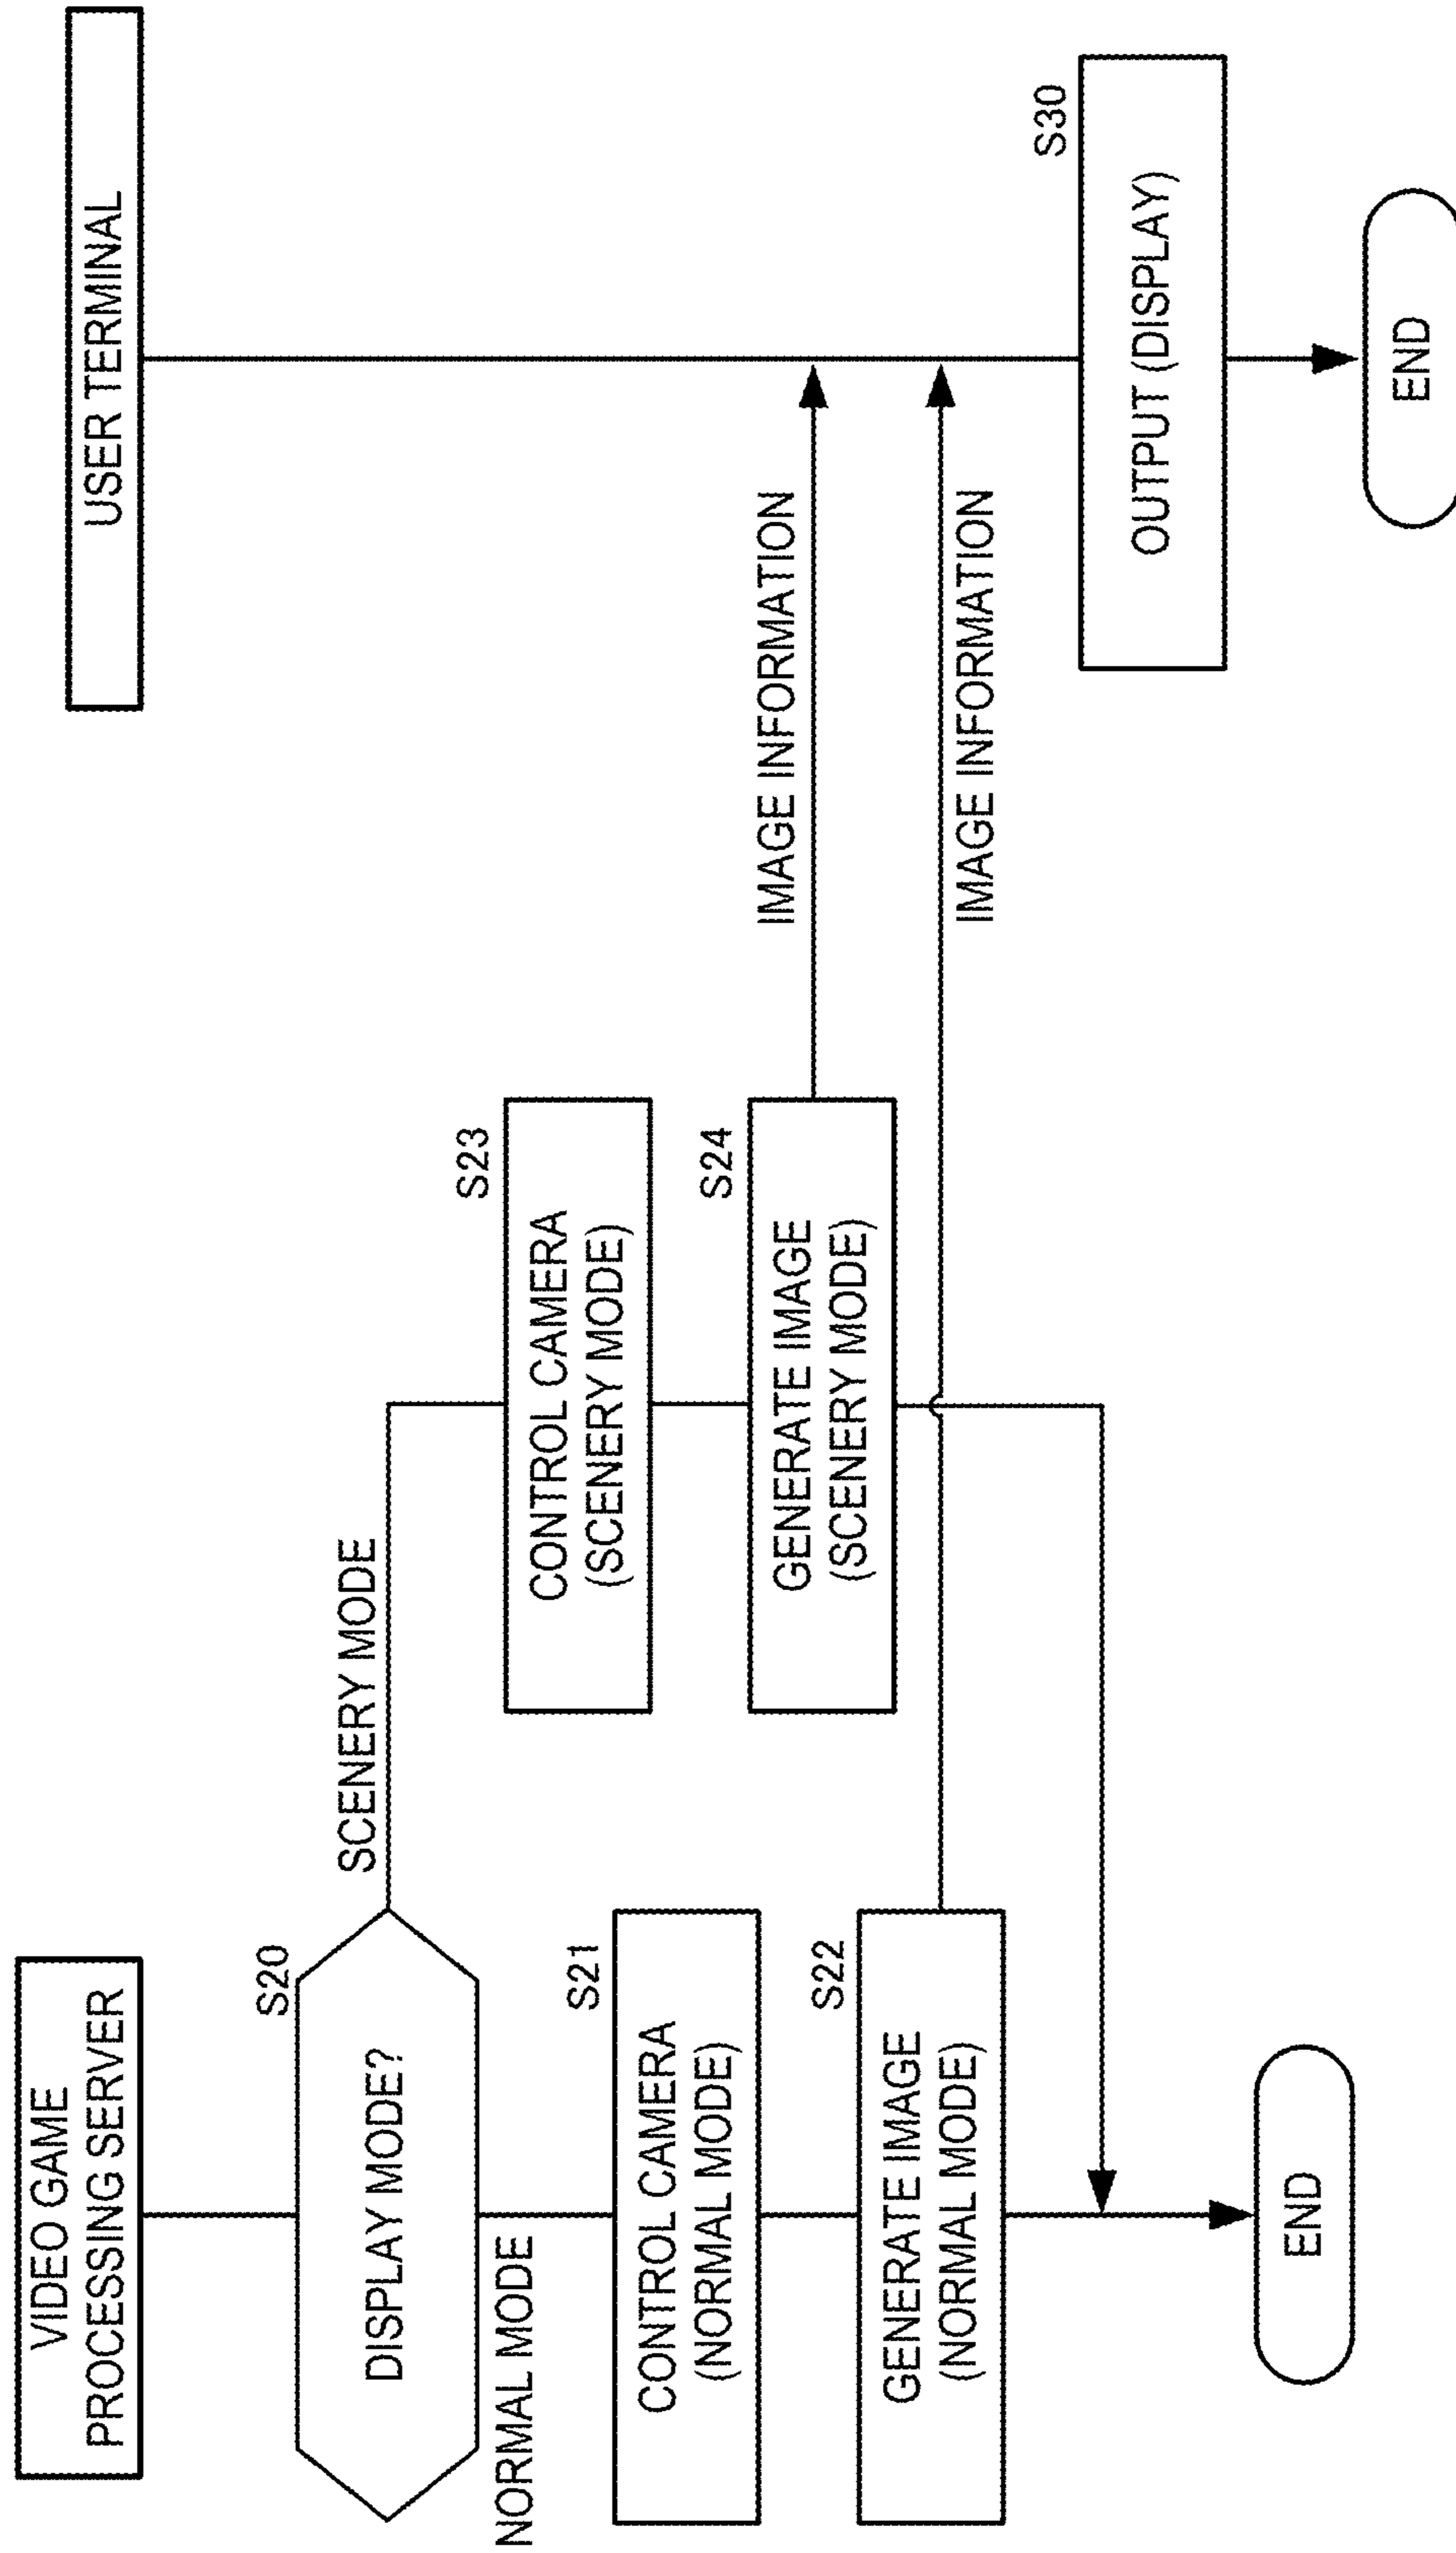 VIDEO GAME
PROCESSING SERVER
USER TERMINAL
S20
DISPLAY MODE?
SCENERY MODE
NORMAL MODE
S23
CONTROL CAMERA
(SCENERY MODE)
S21
CONTROL CAMERA
(NORMAL MODE)
S24
GENERATE IMAGE
(SCENERY MODE)
IMAGE INFORMATION
S22
GENERATE IMAGE
(NORMAL MODE)
IMAGE INFORMATION
S30
OUTPUT (DISPLAY)
END
END